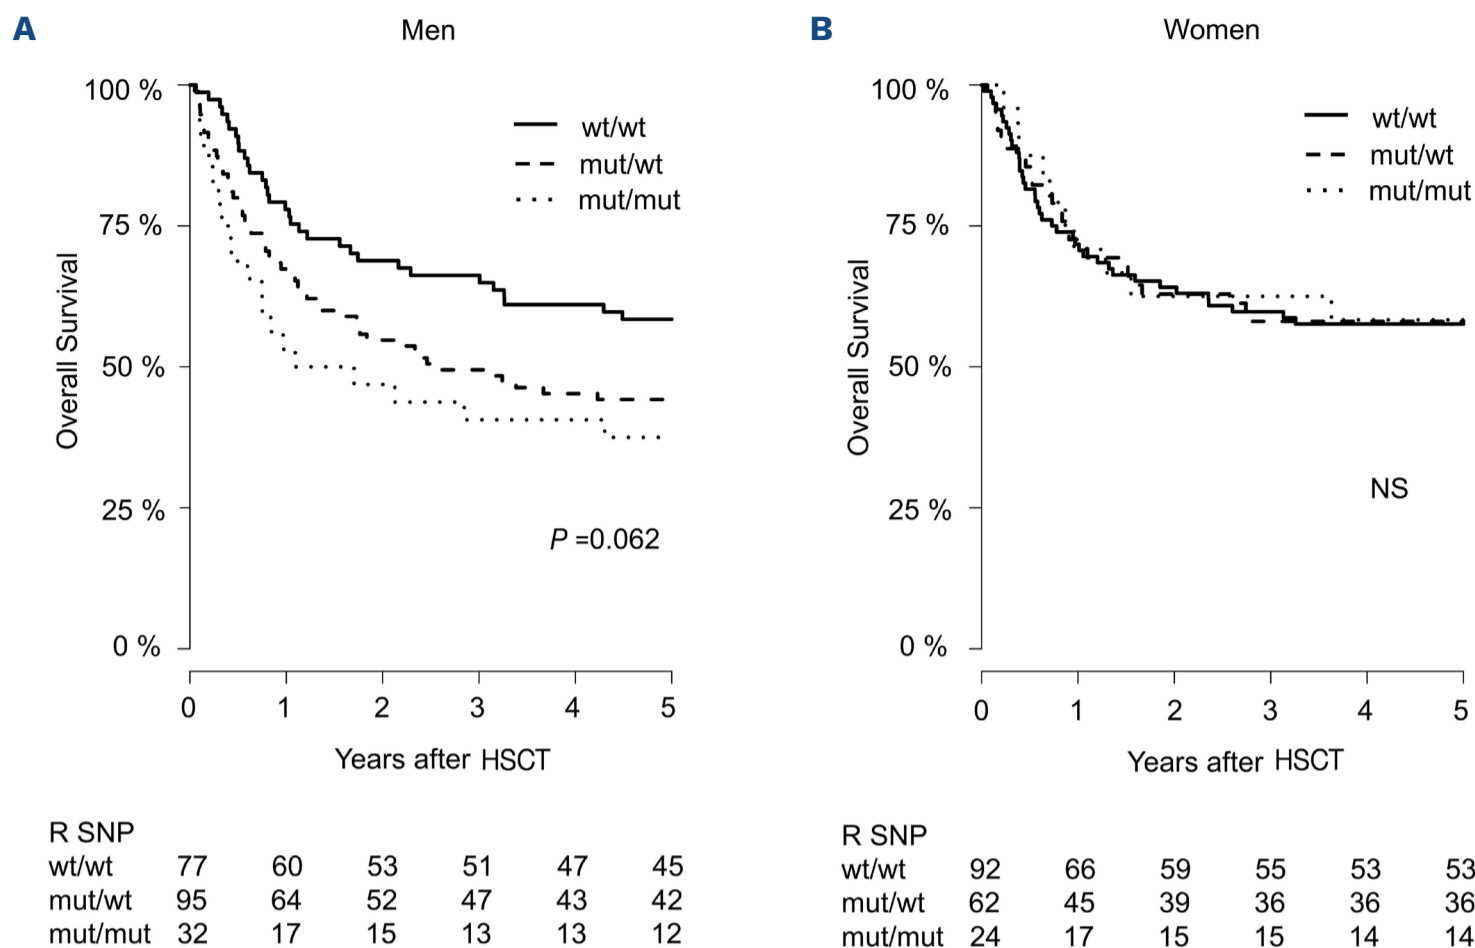 A
Men
100 %
75 %
50 %
25 %
0 %
Overall Survival
wt/wt
mut/wt
mut/mut
P =0.062
0 1 2 3 4 5
Years after HSCT
R SNP
wt/wt 77 60 53 51 47 45
mut/wt 95 64 52 47 43 42
mut/mut 32 17 15 13 13 12
B
Women
100 %
75 %
50 %
25 %
0 %
Overall Survival
wt/wt
mut/wt
mut/mut
NS
0 1 2 3 4 5
Years after HSCT
R SNP
wt/wt 92 66 59 55 53 53
mut/wt 62 45 39 36 36 36
mut/mut 24 17 15 15 14 14